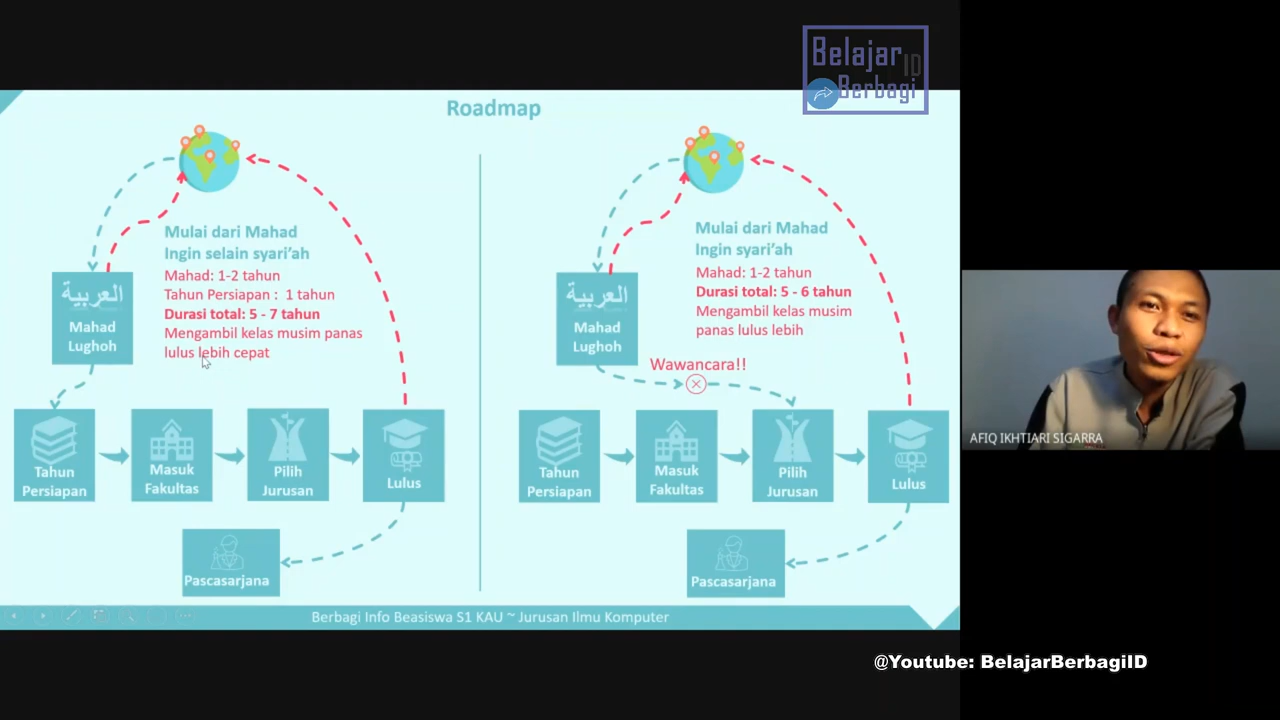 Belajar
ID
Berbagi
Roadmap
Mulai dari Mahad
Ingin selain syari'ah
Mahad: 1-2 tahun
Tahun Persiapan : 1 tahun
Durasi total: 5 - 7 tahun
Mengambil kelas musim panas
lulus lebih cepat
العربية
Mahad
Lughoh
Tahun
Persiapan
Masuk
Fakultas
Pilih
Jurusan
Lulus
Pascasarjana
Mulai dari Mahad
Ingin syari'ah
Mahad: 1-2 tahun
Durasi total: 5 - 6 tahun
Mengambil kelas musim
panas lulus lebih
العربية
Mahad
Lughoh
Wawancara!!
Tahun
Persiapan
Masuk
Fakultas
Pilih
Jurusan
Lulus
Pascasarjana
Berbagi Info Beasiswa S1 KAU ~ Jurusan Ilmu Komputer
AFIQ IKHTIARI SIGARRA
@Youtube: BelajarBerbagiID